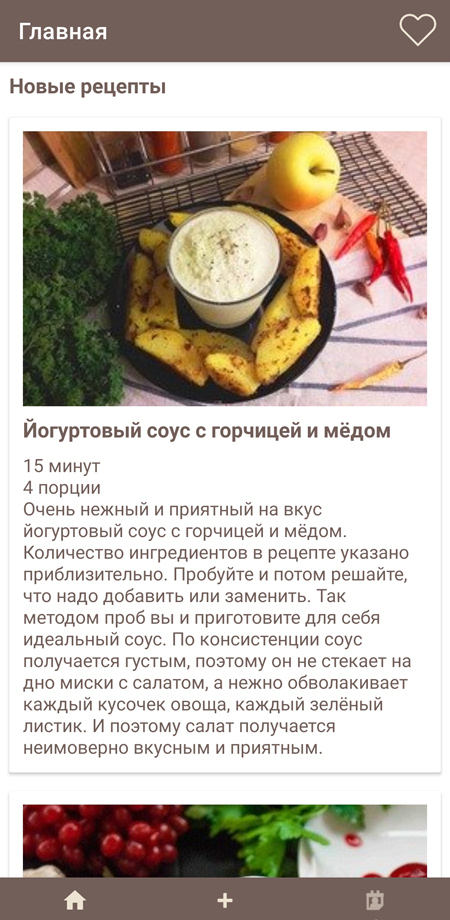 Главная
Новые рецепты
Йогуртовый соус с горчицей и мёдом
15 минут
4 порции
Очень нежный и приятный на вкус
йогуртовый соус с горчицей и мёдом.
Количество ингредиентов в рецепте указано
приблизительно. Пробуйте и потом решайте,
что надо добавить или заменить. Так
методом проб вы и приготовите для себя
идеальный соус. По консистенции соус
получается густым, поэтому он не стекает на
дно миски с салатом, а нежно обволакивает
каждый кусочек овоща, каждый зелёный
листик. И поэтому салат получается
неимоверно вкусным и приятным.